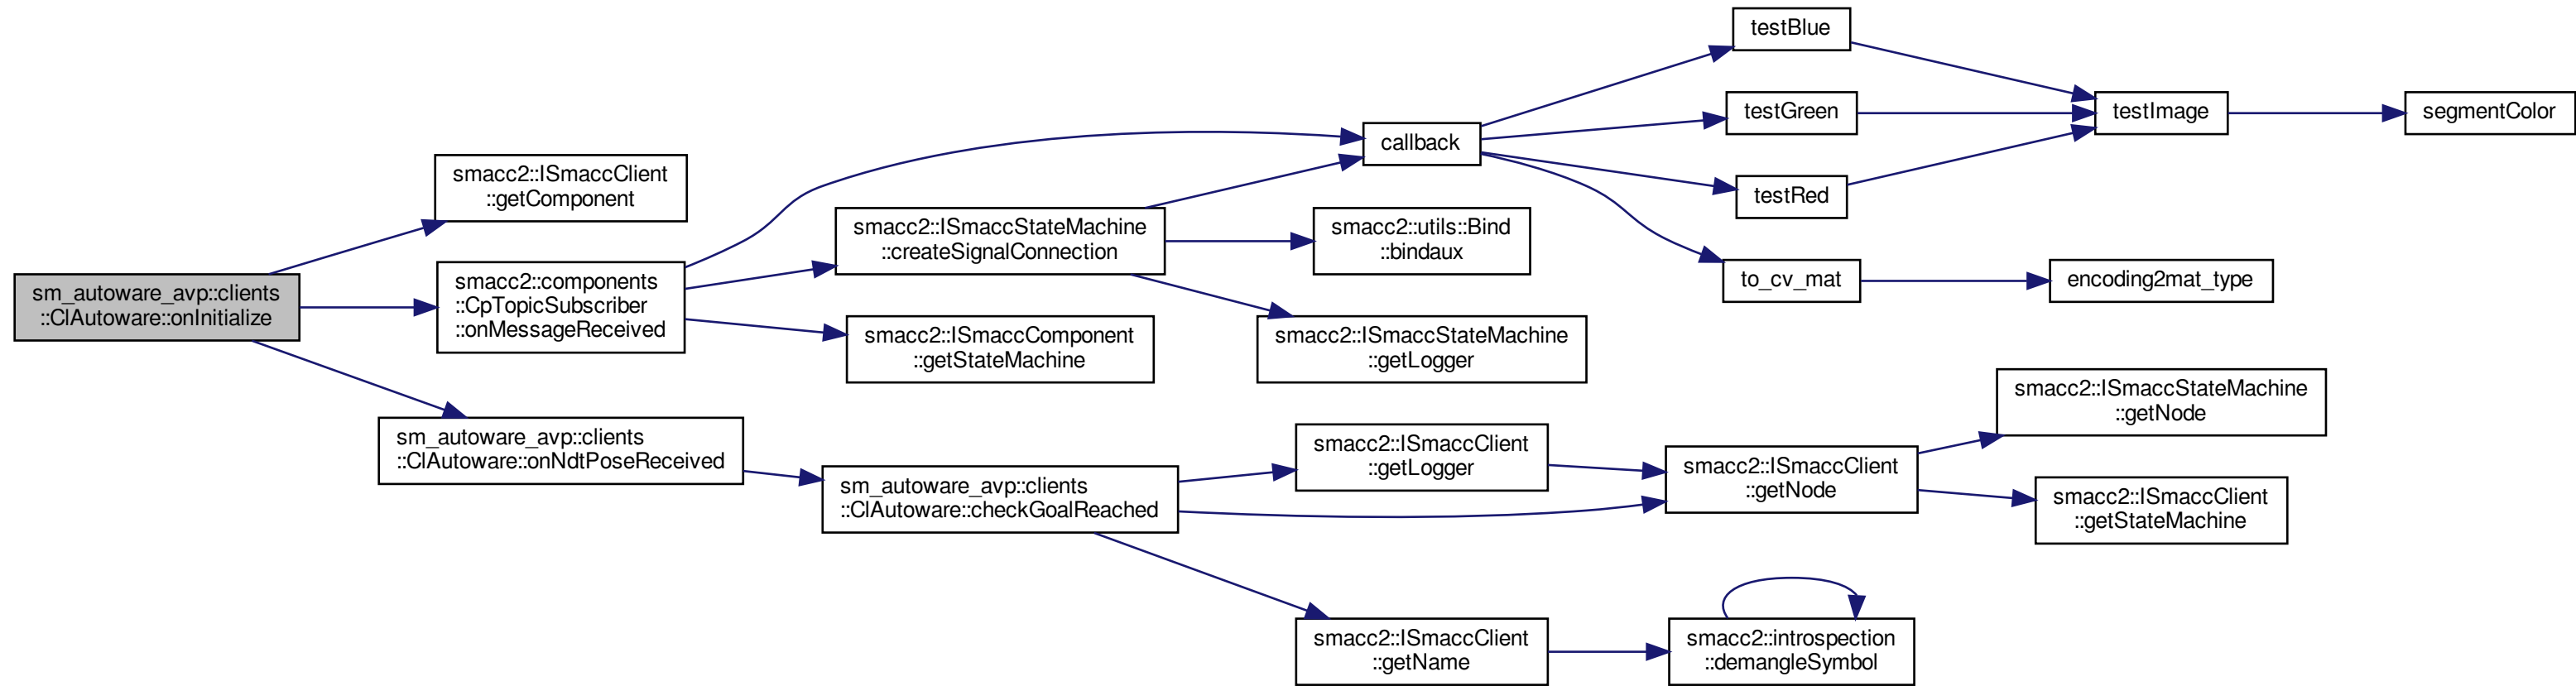 sm_autoware_avp::clients
::ClAutoware::onInitialize
smacc2::ISmaccClient
::getComponent
smacc2::components
::CpTopicSubscriber
::onMessageReceived
sm_autoware_avp::clients
::ClAutoware::onNdtPoseReceived
smacc2::ISmaccStateMachine
::createSignalConnection
smacc2::ISmaccComponent
::getStateMachine
sm_autoware_avp::clients
::ClAutoware::checkGoalReached
callback
smacc2::utils::Bind
::bindaux
smacc2::ISmaccStateMachine
::getLogger
smacc2::ISmaccClient
::getLogger
smacc2::ISmaccClient
::getName
testBlue
testGreen
testRed
to_cv_mat
smacc2::ISmaccClient
::getNode
smacc2::introspection
::demangleSymbol
testImage
encoding2mat_type
smacc2::ISmaccStateMachine
::getNode
smacc2::ISmaccClient
::getStateMachine
segmentColor